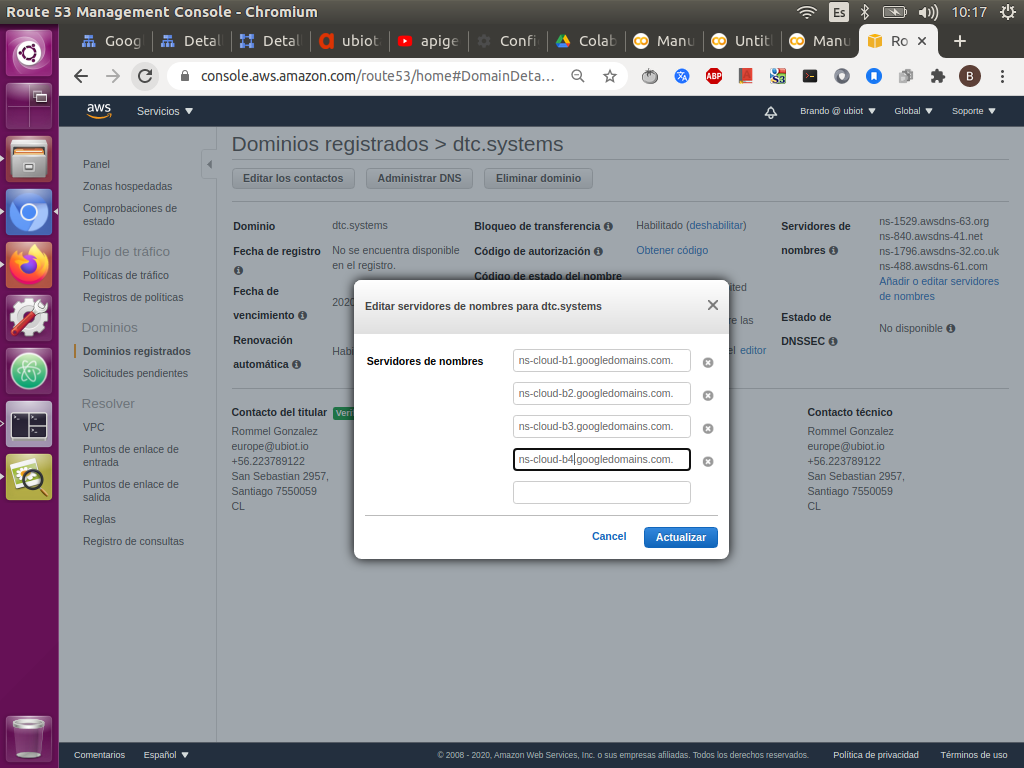 Route 53 Management Console - Chromium
Es
10:17
Goog
Detal
Detal
ubiot
apige
Confi
Colab
Manu
Untitl
Manu
Ro
console.aws.amazon.com/route53/home#DomainDeta...
ABP
S3
B
aws
Servicios
Brando @ ubiot
Global
Soporte
Panel
Zonas hospedadas
Comprobaciones de
estado
Flujo de tráfico
Políticas de tráfico
Registros de políticas
Dominios
Dominios registrados
Solicitudes pendientes
Resolver
VPC
Puntos de enlace de
entrada
Puntos de enlace de
salida
Reglas
Registro de consultas
Dominios registrados > dtc.systems
Editar los contactos
Administrar DNS
Eliminar dominio
Dominio
dtc.systems
Fecha de registro
No se encuentra disponible
en el registro.
Fecha de
vencimiento
2020
Renovación
automática
Habi
Bloqueo de transferencia
Habilitado (deshabilitar)
Código de autorización
Obtener código
Código de estado del nombre
ited
re las
el editor
Servidores de
nombres
ns-1529.awsdns-63.org
ns-840.awsdns-41.net
ns-1796.awsdns-32.co.uk
ns-488.awsdns-61.com
Añadir o editar servidores
de nombres
Estado de
DNSSEC
No disponible
Editar servidores de nombres para dtc.systems
Servidores de nombres
ns-cloud-b1.googledomains.com.
ns-cloud-b2.googledomains.com.
ns-cloud-b3.googledomains.com.
ns-cloud-b4.googledomains.com.
Cancel
Actualizar
Contacto del titular
Veri
Rommel Gonzalez
europe@ubiot.io
+56.223789122
San Sebastian 2957,
Santiago 7550059
CL
Contacto técnico
Rommel Gonzalez
europe@ubiot.io
+56.223789122
San Sebastian 2957,
Santiago 7550059
CL
Comentarios
Español
© 2008 - 2020, Amazon Web Services, Inc. o sus empresas afiliadas. Todos los derechos reservados.
Política de privacidad
Términos de uso